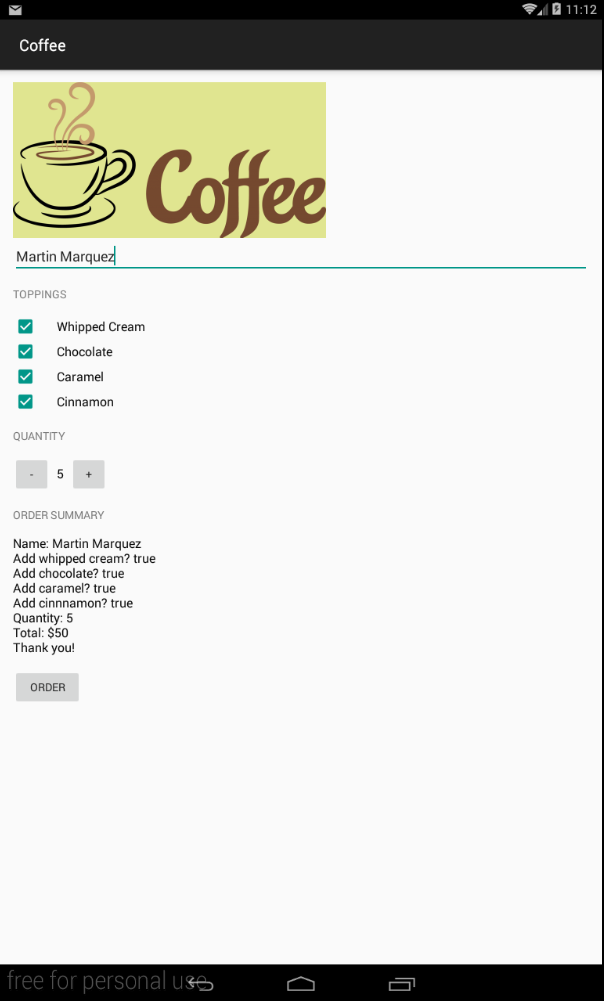 11:12
Coffee
Coffee
Martin Marquez
TOPPINGS
Whipped Cream
Chocolate
Caramel
Cinnamon
QUANTITY
- 5 +
ORDER SUMMARY
Name: Martin Marquez
Add whipped cream? true
Add chocolate? true
Add caramel? true
Add cinnnamon? true
Quantity: 5
Total: $50
Thank you!
ORDER
free for personal use